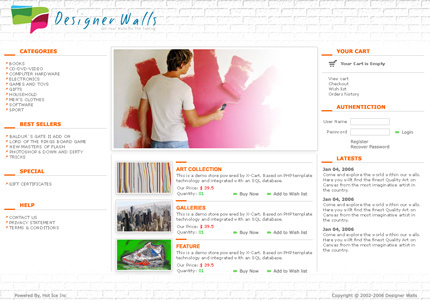 Designer Walls
CATEGORIES
BOOKS
CD-DVD-VIDEO
COMPUTER HARDWARE
ELECTRONICS
GAMES AND TOYS
GIFTS
HOUSEHOLD
MEN'S CLOTHES
SOFTWARE
SPORT
BEST SELLERS
BALDUR'S GATE II ADD ON
LORD OF THE RINGS BOARD GAME
NEW MASTERS OF FLASH
PHOTOSHOP 6 DOWN AND DIRTY
TRICKS
SPECIAL
GIFT CERTIFICATES
HELP
CONTACT US
PRIVACY STATEMENT
TERMS & CONDITIONS
ART COLLECTION
This is a demo store powered by X-Cart. Based on PHP template
technology and integrated with an SQL database.
Our Price: $ 39.5
Quantity: 01
Buy Now
Add to Wish list
GALLERIES
This is a demo store powered by X-Cart. Based on PHP template
technology and integrated with an SQL database.
Our Price: $ 39.5
Quantity: 01
Buy Now
Add to Wish list
FEATURE
This is a demo store powered by X-Cart. Based on PHP template
technology and integrated with an SQL database.
Our Price: $ 39.5
Quantity: 01
Buy Now
Add to Wish list
YOUR CART
Your Cart is Empty
View cart
Checkout
Wish list
Orders history
AUTHENTICTION
User Name
Password
Login
Register
Recover Password
LATESTS
Jan 04, 2006
Come and explore the world within our walls.
Here you will find the finest Quality Art on
Canvas from the most imaginative artist in
the country.
Jan 04, 2006
Come and explore the world within our walls.
Here you will find the finest Quality Art on
Canvas from the most imaginative artist in
the country.
Jan 04, 2006
Come and explore the world within our walls.
Here you will find the finest Quality Art on
Canvas from the most imaginative artist in
the country.
Powered By, Hot Ice Inc
Copyright © 2002-2006 Designer Walls